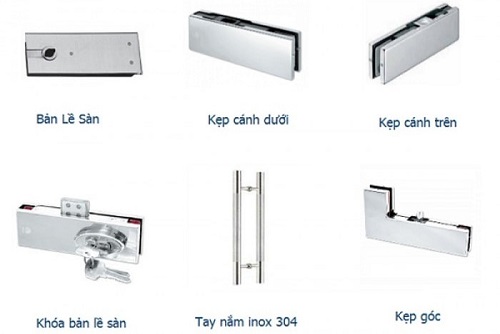 Bản Lề Sàn
Kẹp cánh dưới
Kẹp cánh trên
Khóa bản lề sàn
Tay nắm inox 304
Kẹp góc